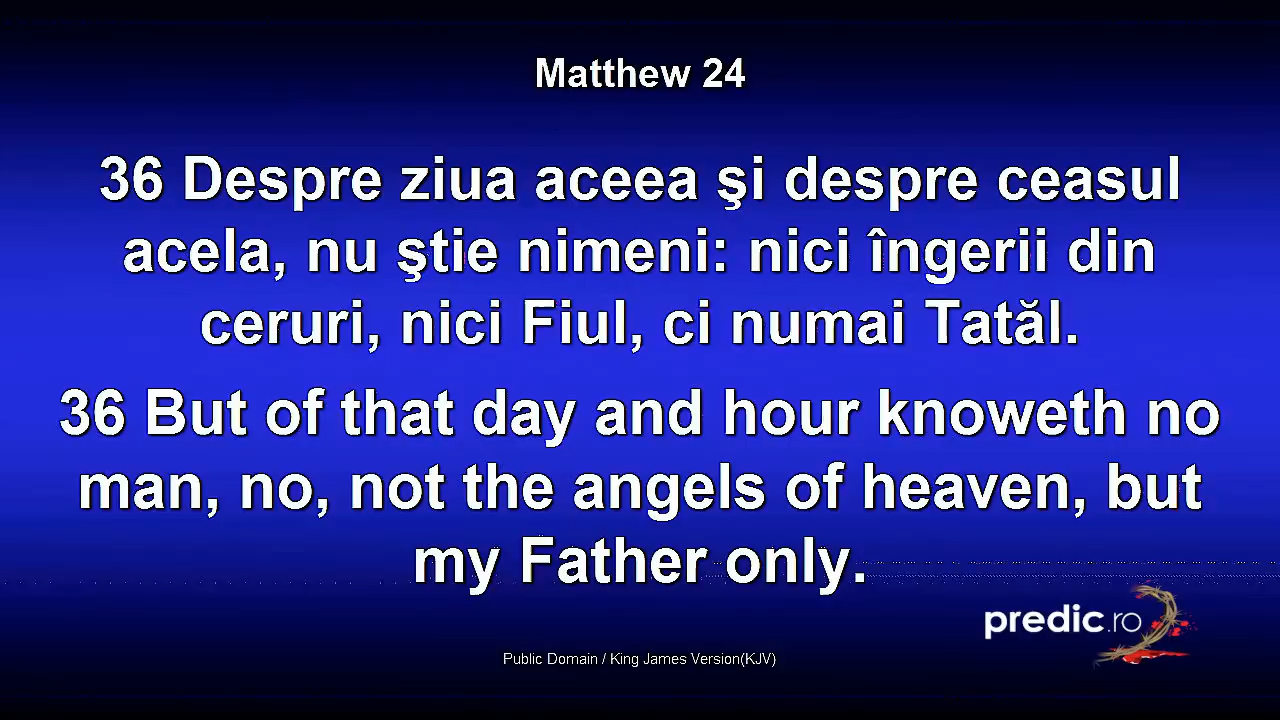 Matthew 24
36 Despre ziua aceea şi despre ceasul
acela, nu ştie nimeni: nici îngerii din
ceruri, nici Fiul, ci numai Tatăl.
36 But of that day and hour knoweth no
man, no, not the angels of heaven, but
my Father only.
predic.ro
Public Domain / King James Version(KJV)